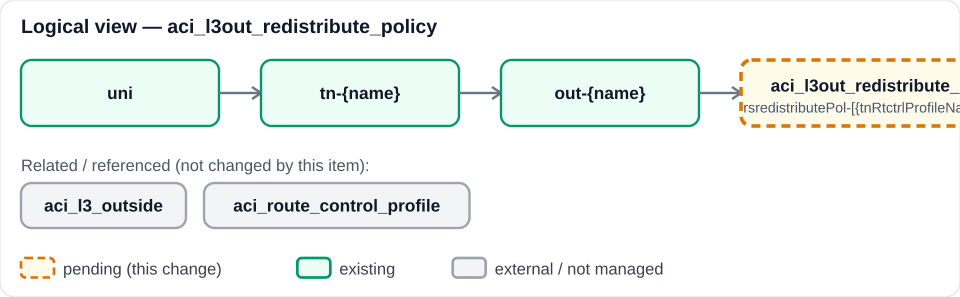 Logical view — aci_l3out_redistribute_policy
uni
tn-{name}
out-{name}
aci_l3out_redistribute_
rsredistributePol-[{tnRtctrlProfileNa
Related / referenced (not changed by this item):
aci_l3_outside
aci_route_control_profile
pending (this change)
existing
external / not managed